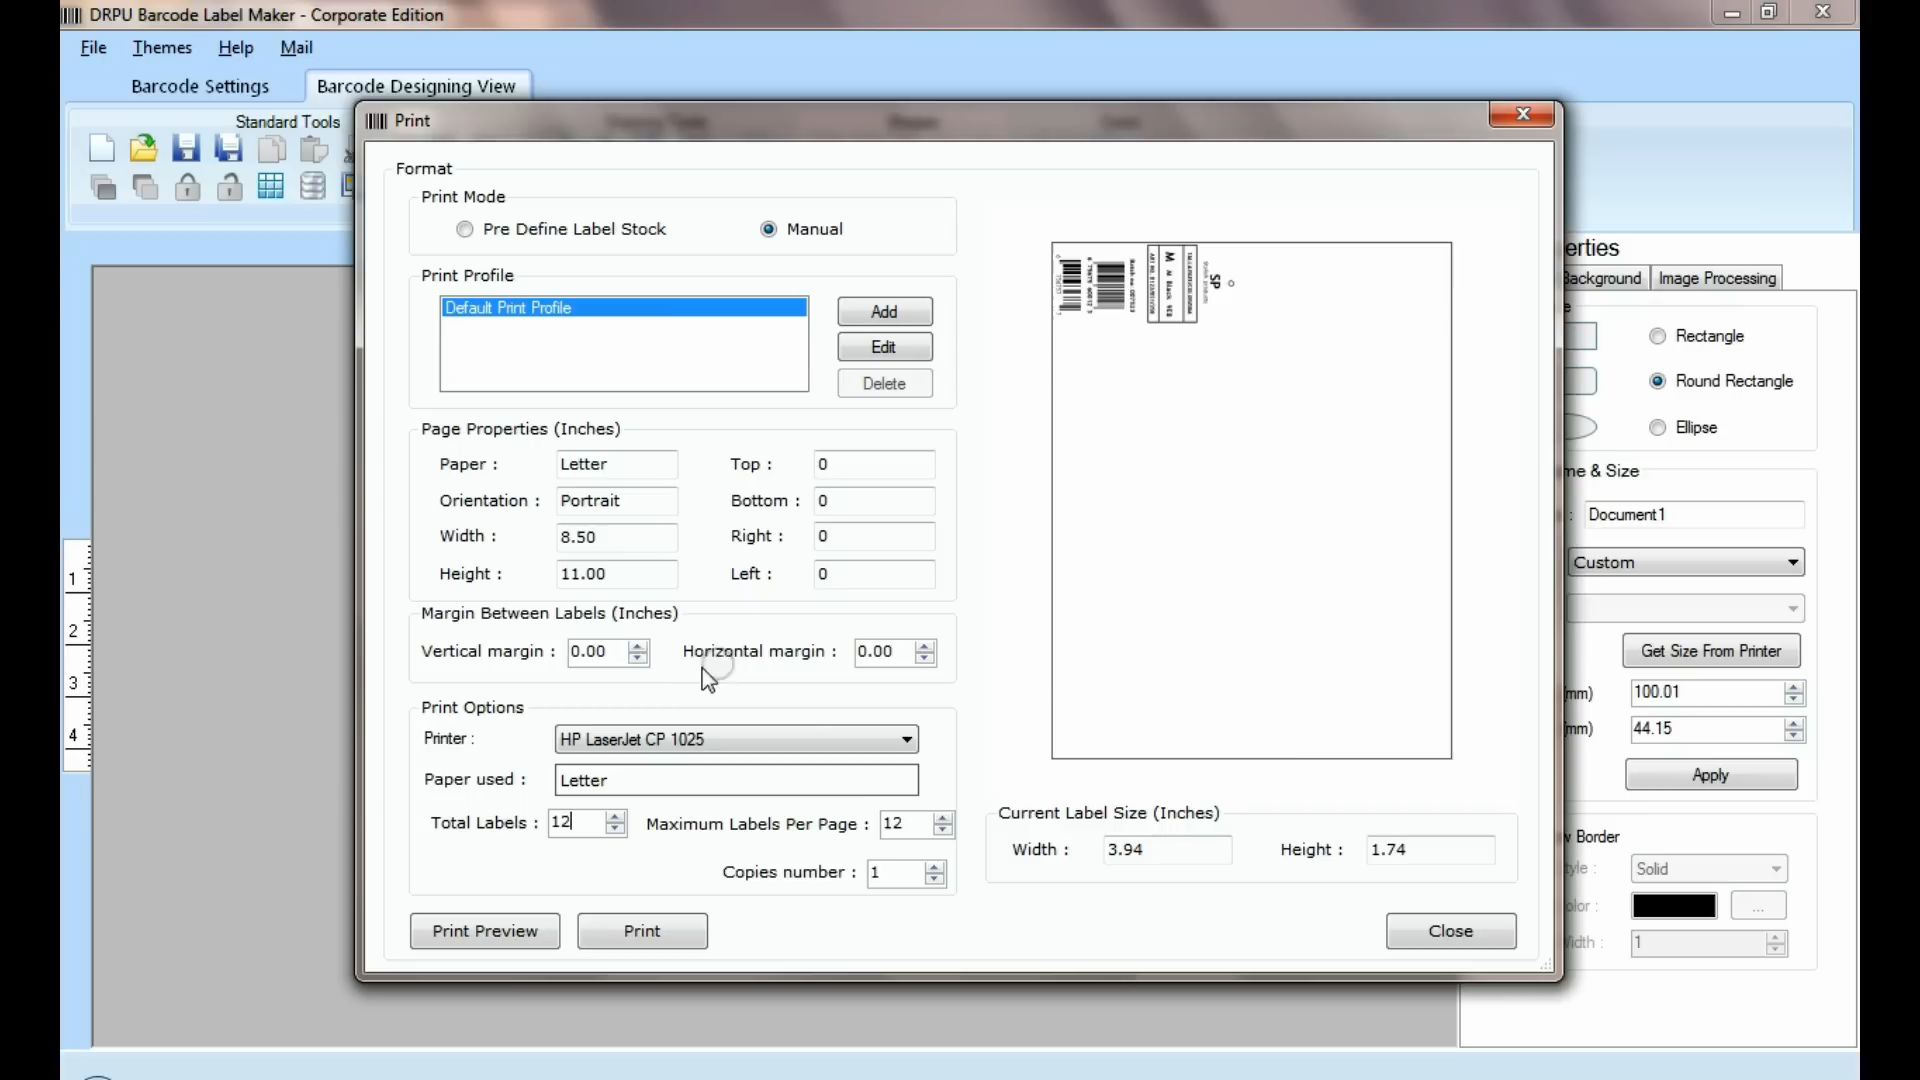 DRPU Barcode Label Maker - Corporate Edition
File Themes Help Mail
Barcode Settings Barcode Designing View
Standard Tools
Print
Format
Print Mode
Pre Define Label Stock Manual
Print Profile
Default Print Profile
Add
Edit
Delete
Page Properties (Inches)
Paper : Letter Top : 0
Orientation : Portrait Bottom : 0
Width : 8.50 Right : 0
Height : 11.00 Left : 0
Margin Between Labels (Inches)
Vertical margin : 0.00 Horizontal margin : 0.00
Print Options
Printer : HP LaserJet CP 1025
Paper used : Letter
Total Labels : 12 Maximum Labels Per Page : 12
Copies number : 1
Print Preview Print Close
SP
M
Current Label Size (Inches)
Width : 3.94 Height : 1.74
erties
Background Image Processing
Rectangle
Round Rectangle
Ellipse
me & Size
: Document1
Custom
Get Size From Printer
(mm) 100.01
(mm) 44.15
Apply
Border
tyle : Solid
olor : ...
Width : 1
1
2
3
4